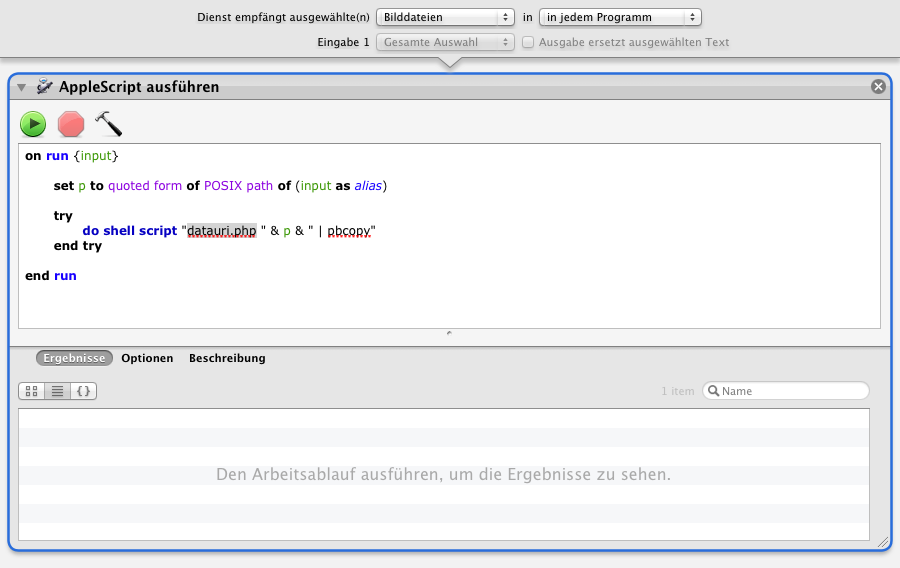 Dienst empfängt ausgewählte(n) Bilddateien in in jedem Programm
Eingabe 1 Gesamte Auswahl Ausgabe ersetzt ausgewählten Text
AppleScript ausführen
on run {input}
set p to quoted form of POSIX path of (input as alias)
try
do shell script "datauri.php " & p & " | pbcopy"
end try
end run
Ergebnisse Optionen Beschreibung
1 item Name
Den Arbeitsablauf ausführen, um die Ergebnisse zu sehen.